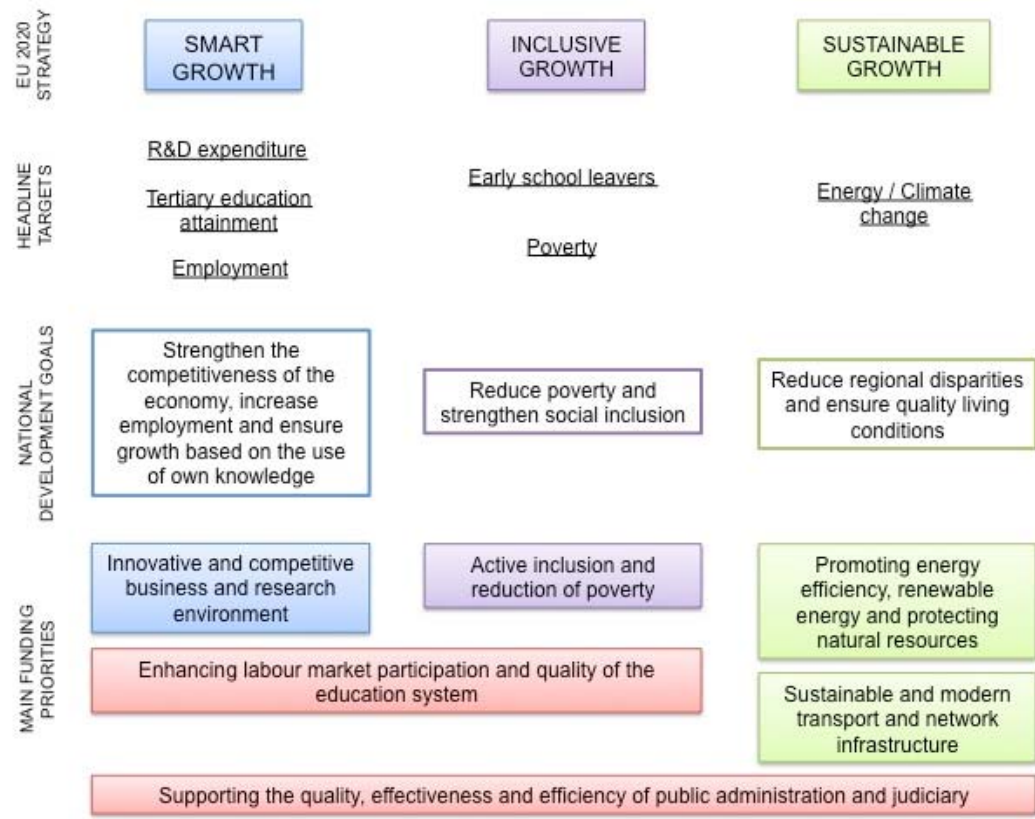 EU 2020
STRATEGY
SMART
GROWTH
INCLUSIVE
GROWTH
SUSTAINABLE
GROWTH
HEADLINE
TARGETS
R&D expenditure
Tertiary education
attainment
Employment
Early school leavers
Poverty
Energy / Climate
change
NATIONAL
DEVELOPMENT GOALS
Strengthen the
competitiveness of the
economy, increase
employment and ensure
growth based on the use
of own knowledge
Reduce poverty and
strengthen social inclusion
Reduce regional disparities
and ensure quality living
conditions
MAIN FUNDING
PRIORITIES
Innovative and competitive
business and research
environment
Active inclusion and
reduction of poverty
Promoting energy
efficiency, renewable
energy and protecting
natural resources
Enhancing labour market participation and quality of the
education system
Sustainable and modern
transport and network
infrastructure
Supporting the quality, effectiveness and efficiency of public administration and judiciary